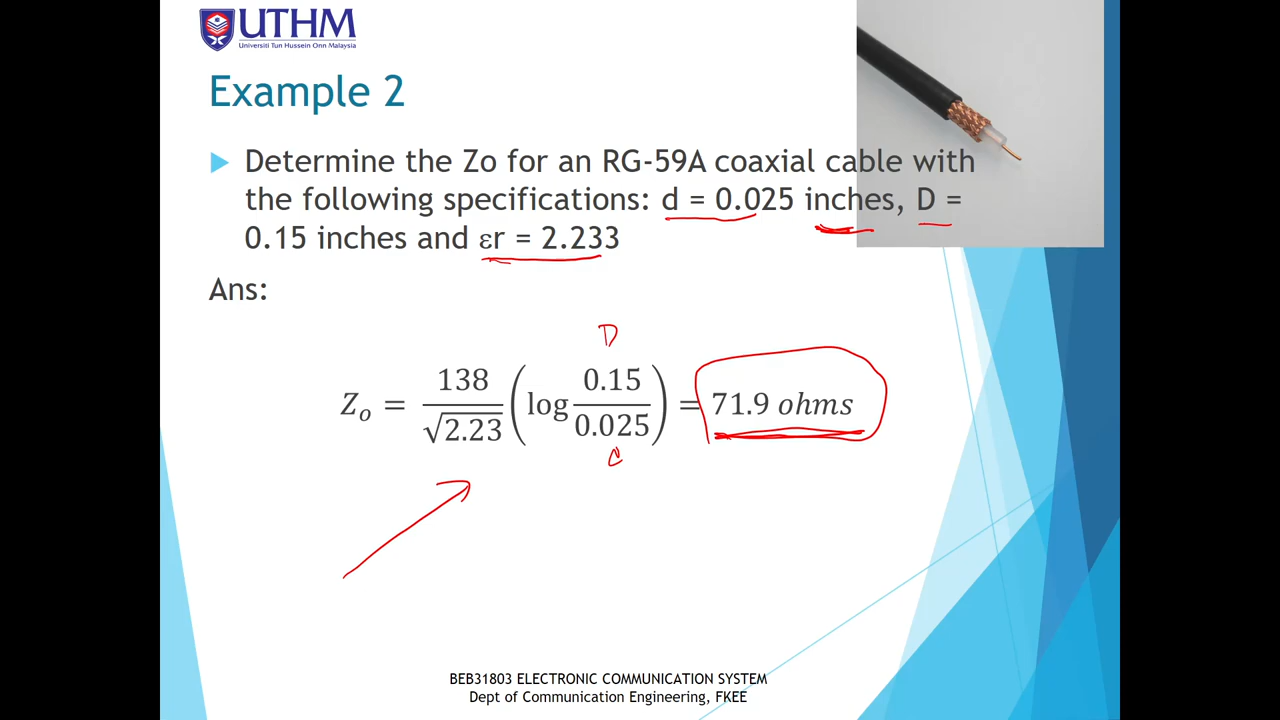 UTHM
Universiti Tun Hussein Onn Malaysia
Example 2
Determine the Zo for an RG-59A coaxial cable with
the following specifications: d = 0.025 inches, D =
0.15 inches and εr = 2.233
Ans:
D
Z₀ = 138/√2.23 (log 0.15/0.025) = 71.9 ohms
BEB31803 ELECTRONIC COMMUNICATION SYSTEM
Dept of Communication Engineering, FKEE